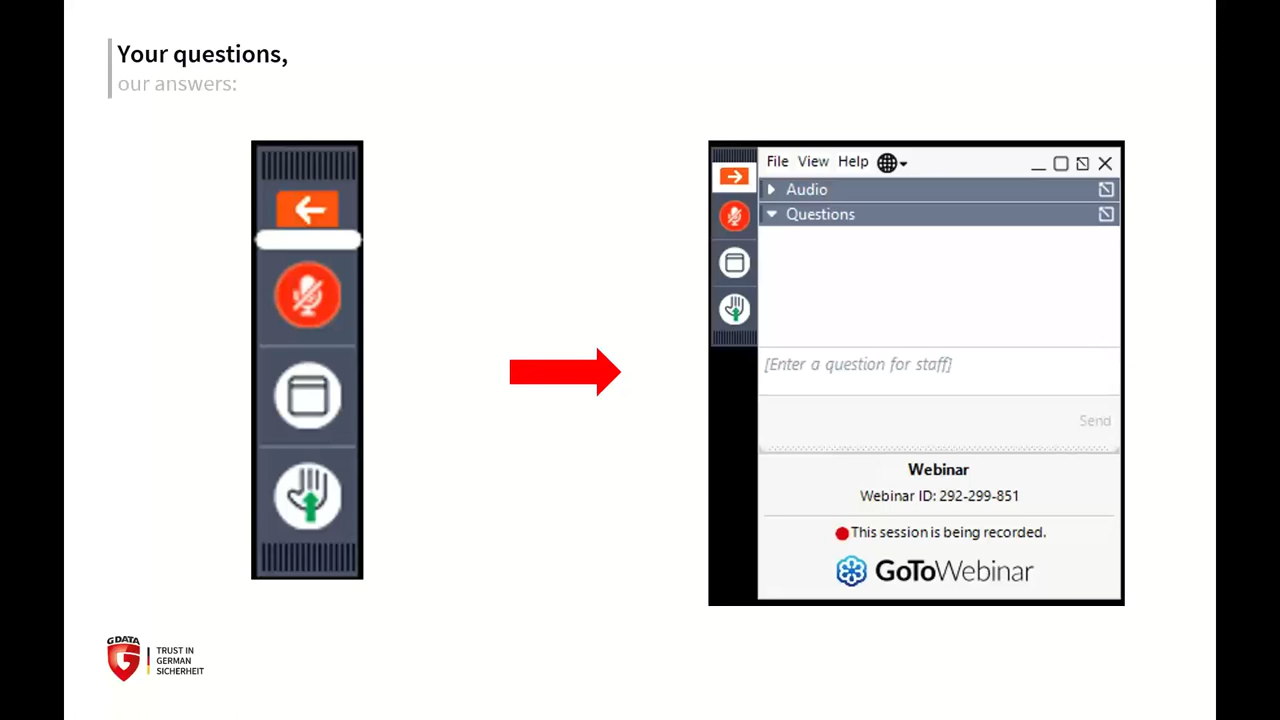 Your questions,
our answers:
File View Help
Audio
Questions
[Enter a question for staff]
Send
Webinar
Webinar ID: 292-299-851
This session is being recorded.
GoToWebinar
G DATA
TRUST IN
GERMAN
SICHERHEIT